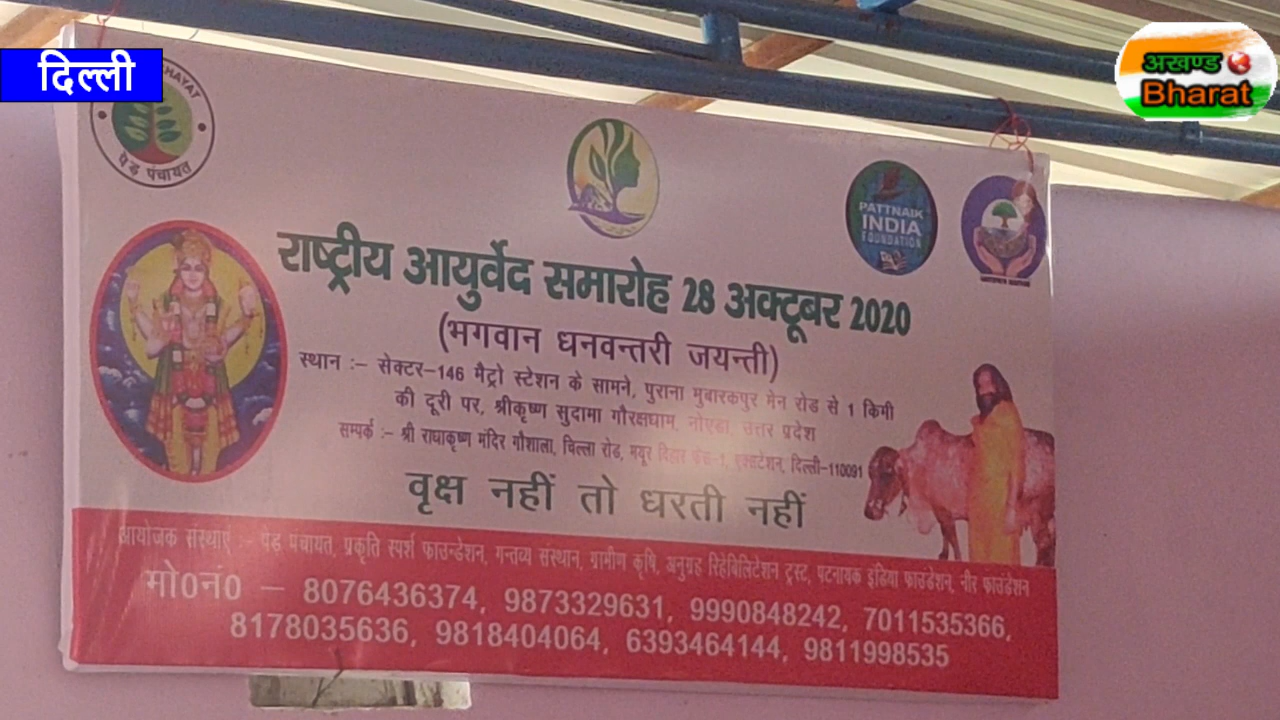 दिल्ली
अखण्ड
Bharat
पेड़ पंचायत
PATTNAIK
INDIA
FOUNDATION
राष्ट्रीय आयुर्वेद समारोह 28 अक्टूबर 2020
(भगवान धनवन्तरी जयन्ती)
स्थान :– सेक्टर–146 मैट्रो स्टेशन के सामने, पुराना मुबारकपुर मेन रोड से 1 किमी
की दूरी पर, श्रीकृष्ण सुदामा गौरक्षधाम, नोएडा, उत्तर प्रदेश
सम्पर्क :– श्री राधाकृष्ण मंदिर गौशाला, चिल्ला रोड, मयूर विहार फेस–1, एक्सटेंशन, दिल्ली–110091
वृक्ष नहीं तो धरती नहीं
आयोजक संस्थाएं :– पेड़ पंचायत, प्रकृति स्पर्श फाउन्डेशन, गन्तव्य संस्थान, ग्रामीण कृषि, अनुग्रह रिहेबिलिटेशन ट्रस्ट, पटनायक इंडिया फाउंडेशन, नीर फाउंडेशन
मो0नं0 – 8076436374, 9873329631, 9990848242, 7011535366,
8178035636, 9818404064, 6393464144, 9811998535